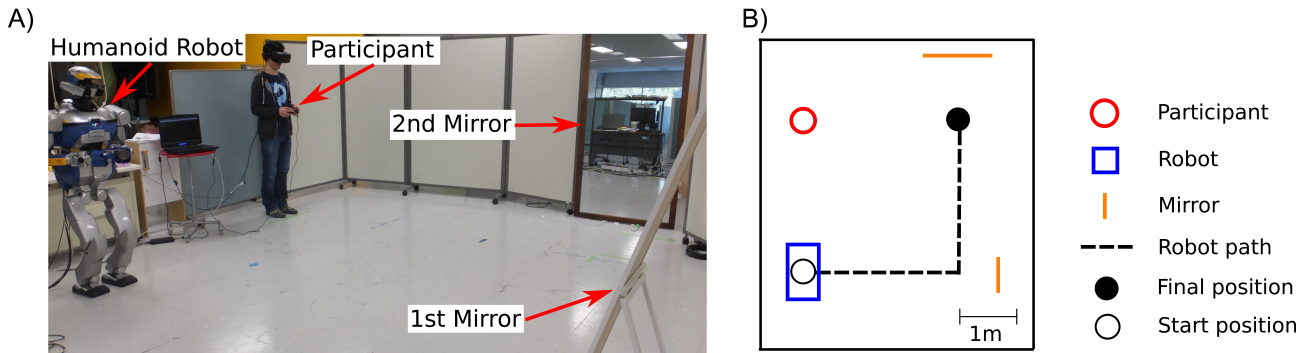 A)
Humanoid Robot
Participant
2nd Mirror
1st Mirror
B)
1m
Participant
Robot
Mirror
Robot path
Final position
Start position